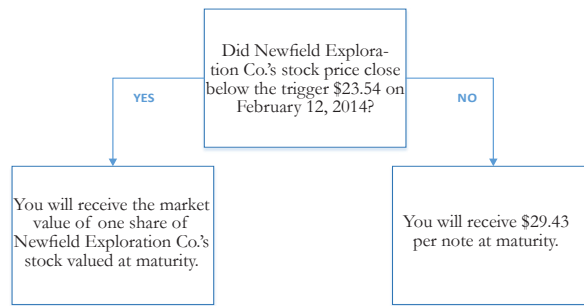 Did Newfield Explora-
tion Co.'s stock price close
below the trigger $23.54 on
February 12, 2014?
YES
NO
You will receive the market
value of one share of
Newfield Exploration Co.'s
stock valued at maturity.
You will receive $29.43
per note at maturity.